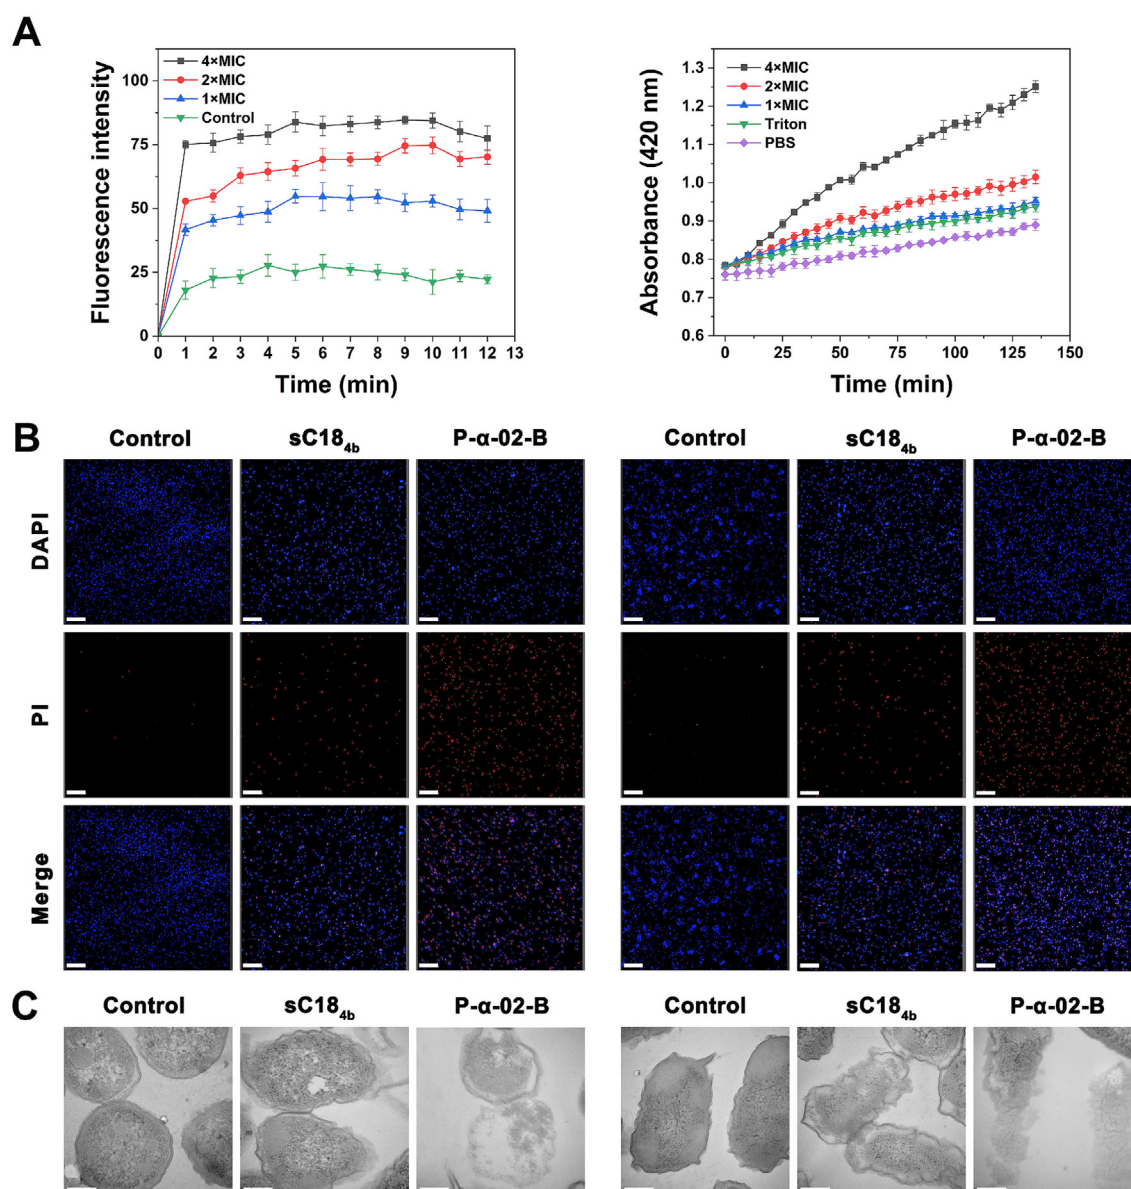 A
4×MIC
2×MIC
1×MIC
Control
Fluorescence intensity
100
75
50
25
0
0 1 2 3 4 5 6 7 8 9 10 11 12 13
Time (min)
4×MIC
2×MIC
1×MIC
Triton
PBS
Absorbance (420 nm)
1.3
1.2
1.1
1.0
0.9
0.8
0.7
0.6
0 25 50 75 100 125 150
Time (min)
B
Control sC18₄b P-α-02-B Control sC18₄b P-α-02-B
DAPI
PI
Merge
C
Control sC18₄b P-α-02-B Control sC18₄b P-α-02-B